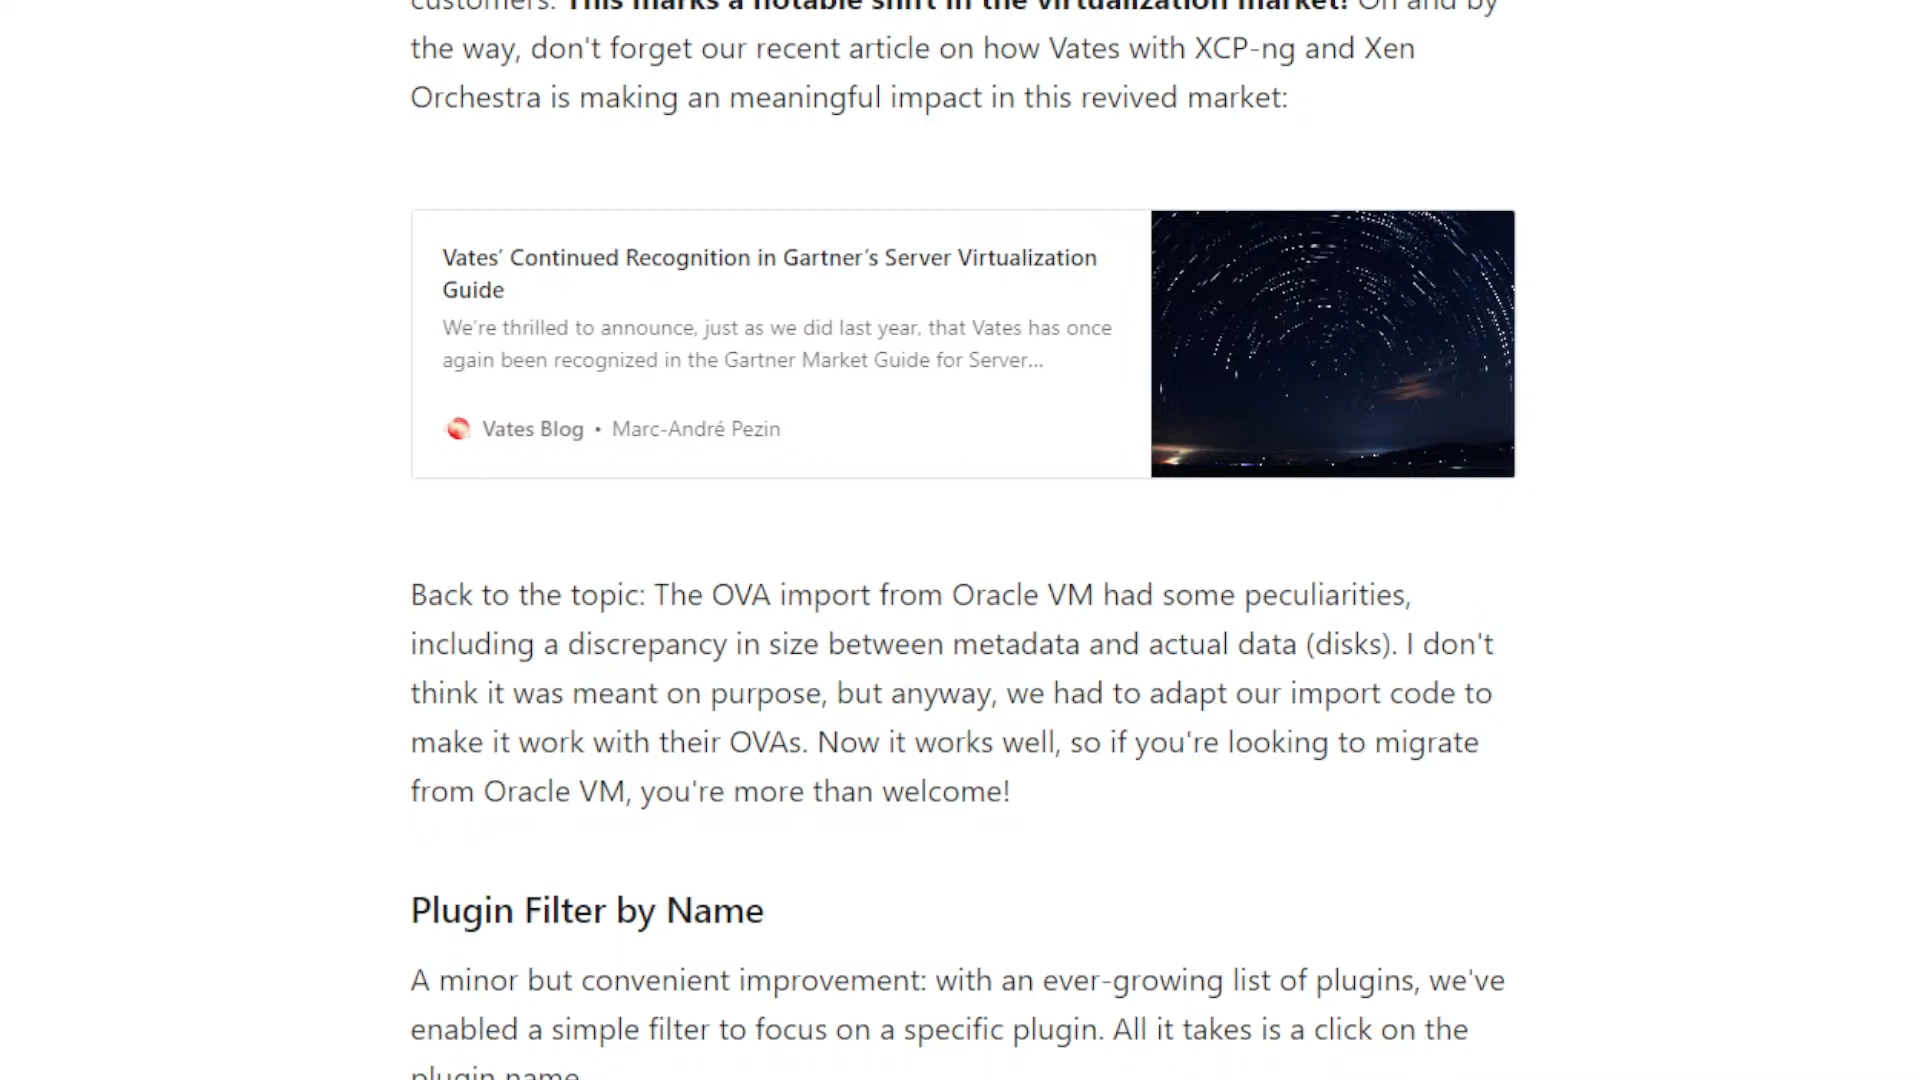 customers. This marks a notable shift in the virtualization market! Oh and by
the way, don't forget our recent article on how Vates with XCP-ng and Xen
Orchestra is making an meaningful impact in this revived market:
Vates’ Continued Recognition in Gartner’s Server Virtualization
Guide
We’re thrilled to announce, just as we did last year, that Vates has once
again been recognized in the Gartner Market Guide for Server...
Vates Blog • Marc-André Pezin
Back to the topic: The OVA import from Oracle VM had some peculiarities,
including a discrepancy in size between metadata and actual data (disks). I don't
think it was meant on purpose, but anyway, we had to adapt our import code to
make it work with their OVAs. Now it works well, so if you're looking to migrate
from Oracle VM, you're more than welcome!
Plugin Filter by Name
A minor but convenient improvement: with an ever-growing list of plugins, we've
enabled a simple filter to focus on a specific plugin. All it takes is a click on the
plugin name